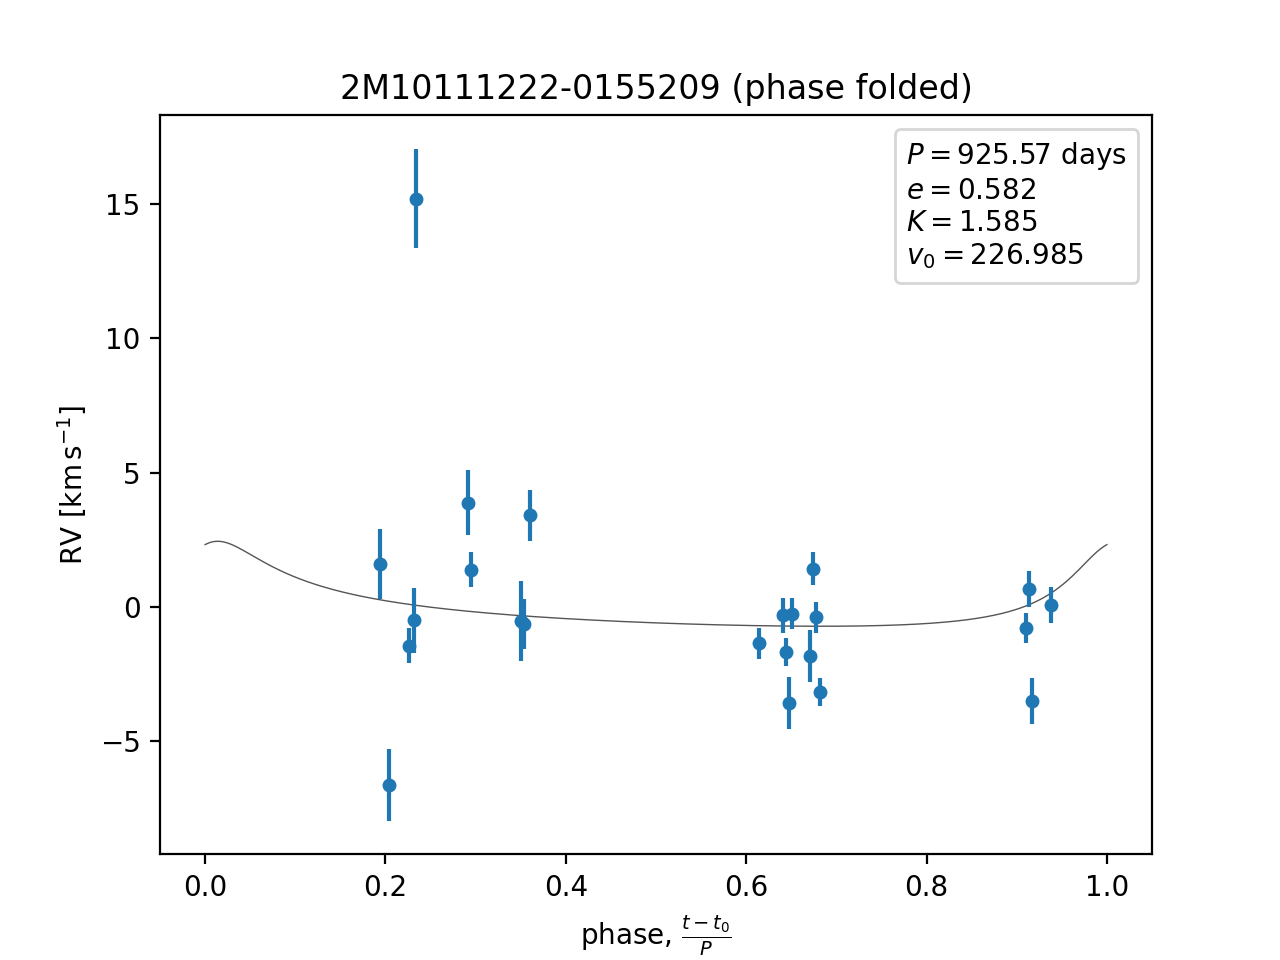 2M10111222-0155209 (phase folded)
P = 925.57 days
e = 0.582
K = 1.585
v₀ = 226.985
RV [km s⁻¹]
15
10
5
0
−5
0.0 0.2 0.4 0.6 0.8 1.0
phase, (t − t₀)/P